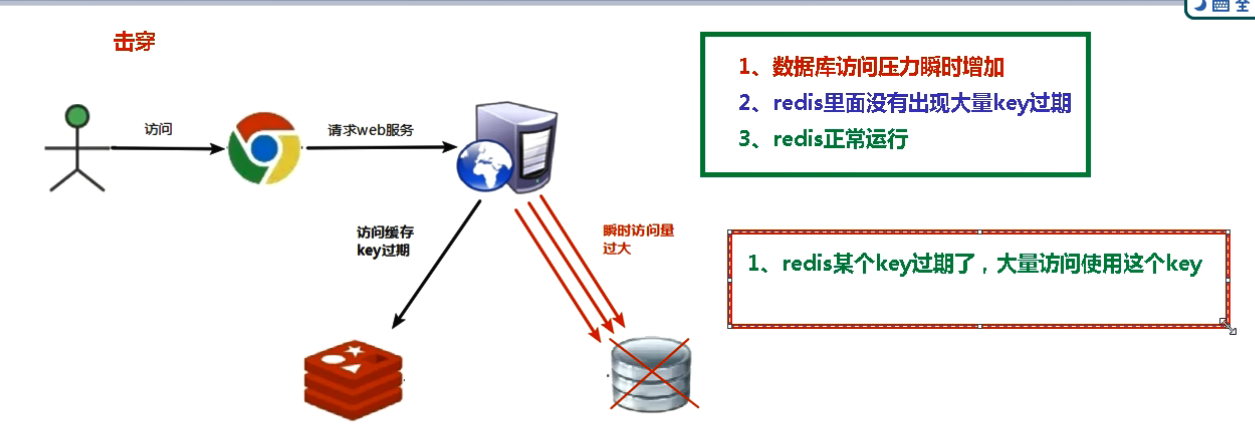 全
击穿
1、数据库访问压力瞬时增加
2、redis里面没有出现大量key过期
3、redis正常运行
访问
请求web服务
访问缓存
key过期
瞬时访问量
过大
1、redis某个key过期了，大量访问使用这个key